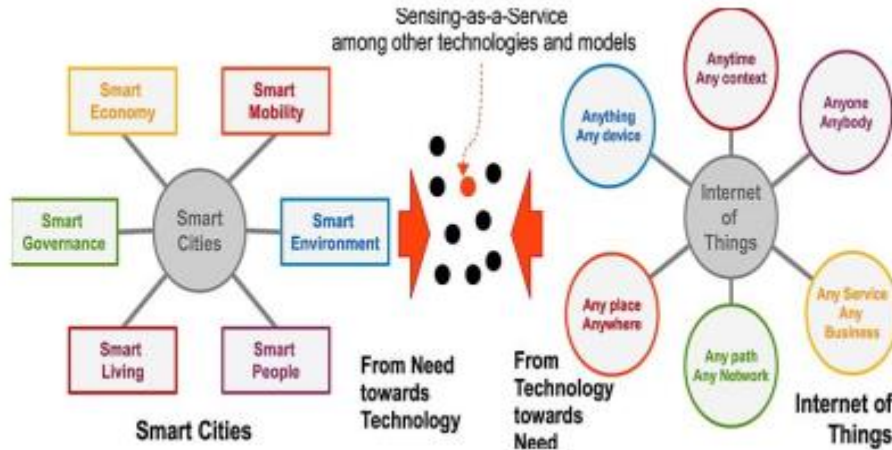 Sensing-as-a-Service
among other technologies and models
Smart
Economy
Smart
Mobility
Smart
Governance
Smart
Cities
Smart
Environment
Smart
Living
Smart
People
Smart Cities
From Need
towards
Technology
From
Technology
towards
Need
Anytime
Any context
Anything
Any device
Anyone
Anybody
Internet
of
Things
Any place
Anywhere
Any Service
Any
Business
Any path
Any Network
Internet of
Things